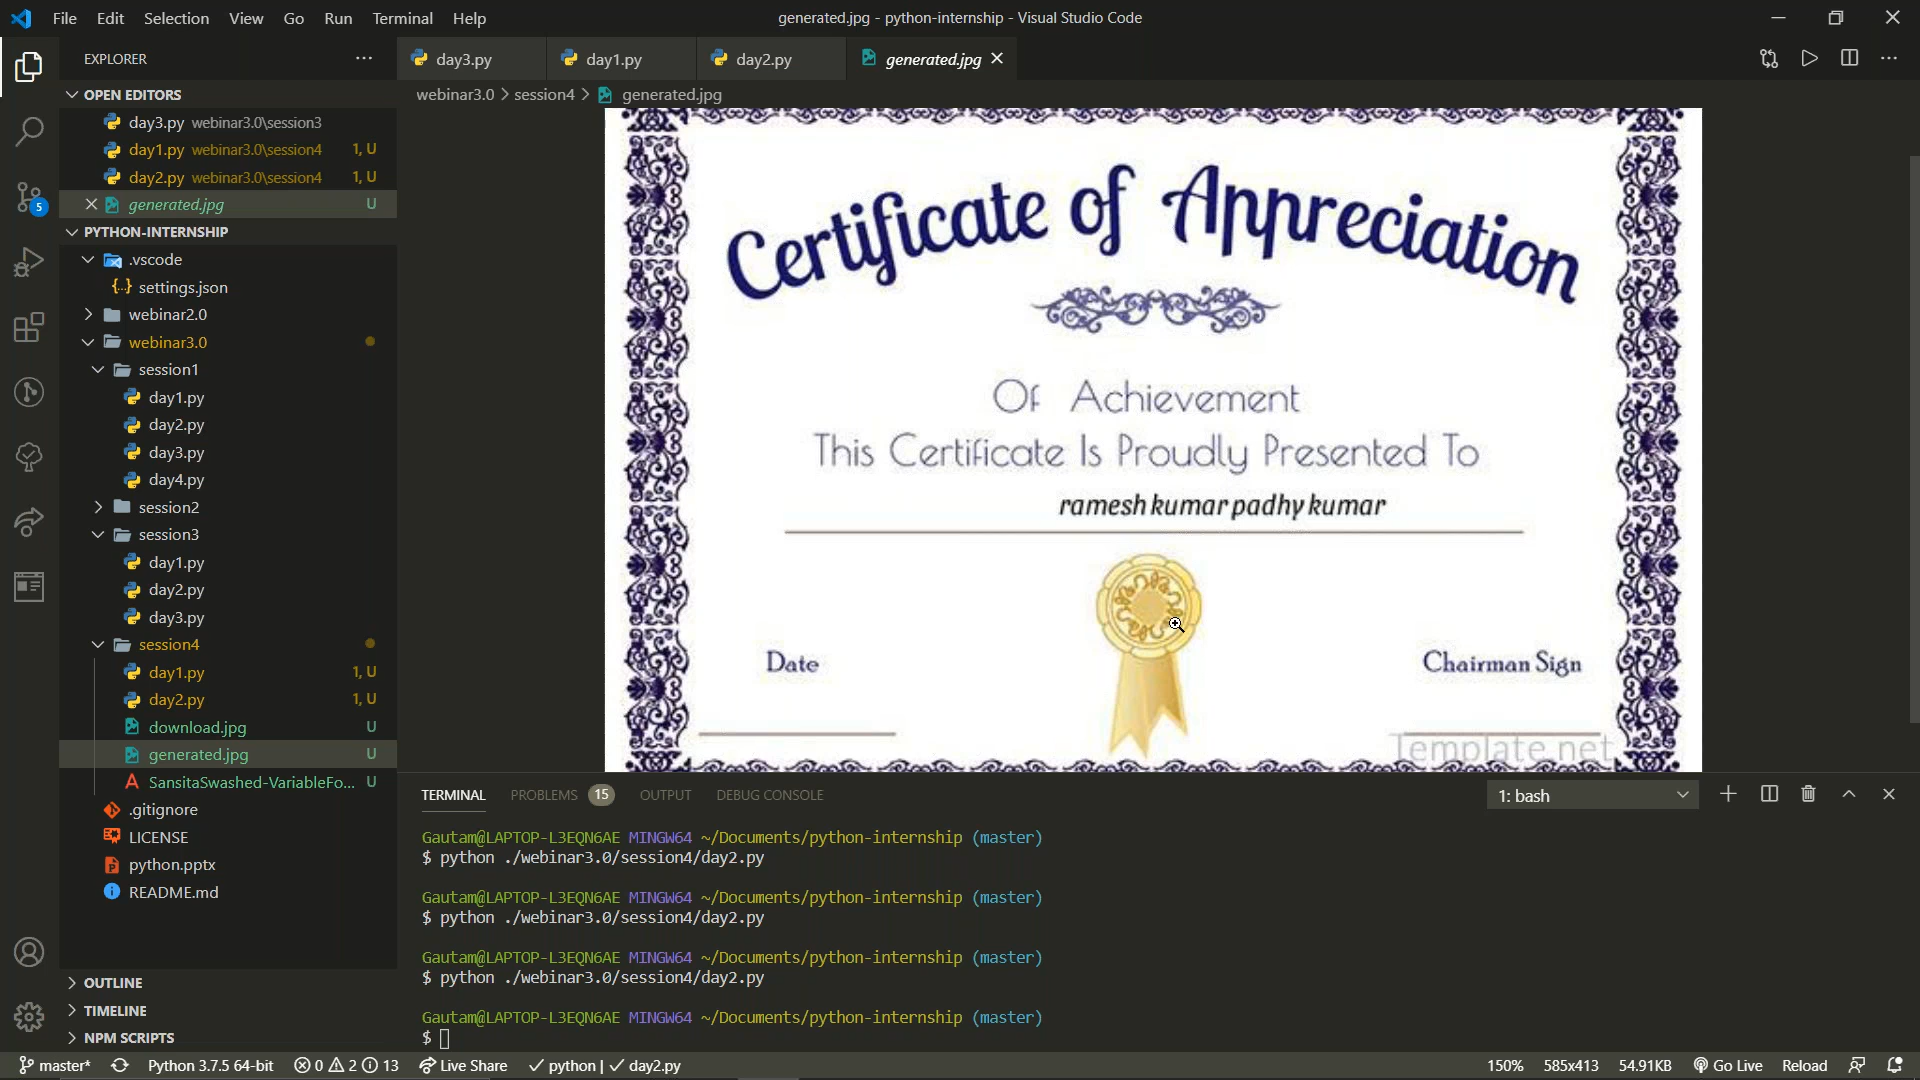 File Edit Selection View Go Run Terminal Help
generated.jpg - python-internship - Visual Studio Code
EXPLORER
OPEN EDITORS
day3.py webinar3.0\session3
day1.py webinar3.0\session4 1, U
day2.py webinar3.0\session4 1, U
generated.jpg U
PYTHON-INTERNSHIP
.vscode
settings.json
webinar2.0
webinar3.0
session1
day1.py
day2.py
day3.py
day4.py
session2
session3
day1.py
day2.py
day3.py
session4
day1.py 1, U
day2.py 1, U
download.jpg U
generated.jpg U
SansitaSwashed-VariableFo... U
.gitignore
LICENSE
python.pptx
README.md
OUTLINE
TIMELINE
NPM SCRIPTS
5
day3.py day1.py day2.py generated.jpg
webinar3.0 > session4 > generated.jpg
Certificate of Appreciation
Of Achievement
This Certificate Is Proudly Presented To
ramesh kumar padhy kumar
Date
Chairman Sign
Template.net
TERMINAL PROBLEMS 15 OUTPUT DEBUG CONSOLE
1: bash
Gautam@LAPTOP-L3EQN6AE MINGW64 ~/Documents/python-internship (master)
$ python ./webinar3.0/session4/day2.py
Gautam@LAPTOP-L3EQN6AE MINGW64 ~/Documents/python-internship (master)
$ python ./webinar3.0/session4/day2.py
Gautam@LAPTOP-L3EQN6AE MINGW64 ~/Documents/python-internship (master)
$ python ./webinar3.0/session4/day2.py
Gautam@LAPTOP-L3EQN6AE MINGW64 ~/Documents/python-internship (master)
$
master* Python 3.7.5 64-bit 0 2 13 Live Share python | day2.py 150% 585x413 54.91KB Go Live Reload